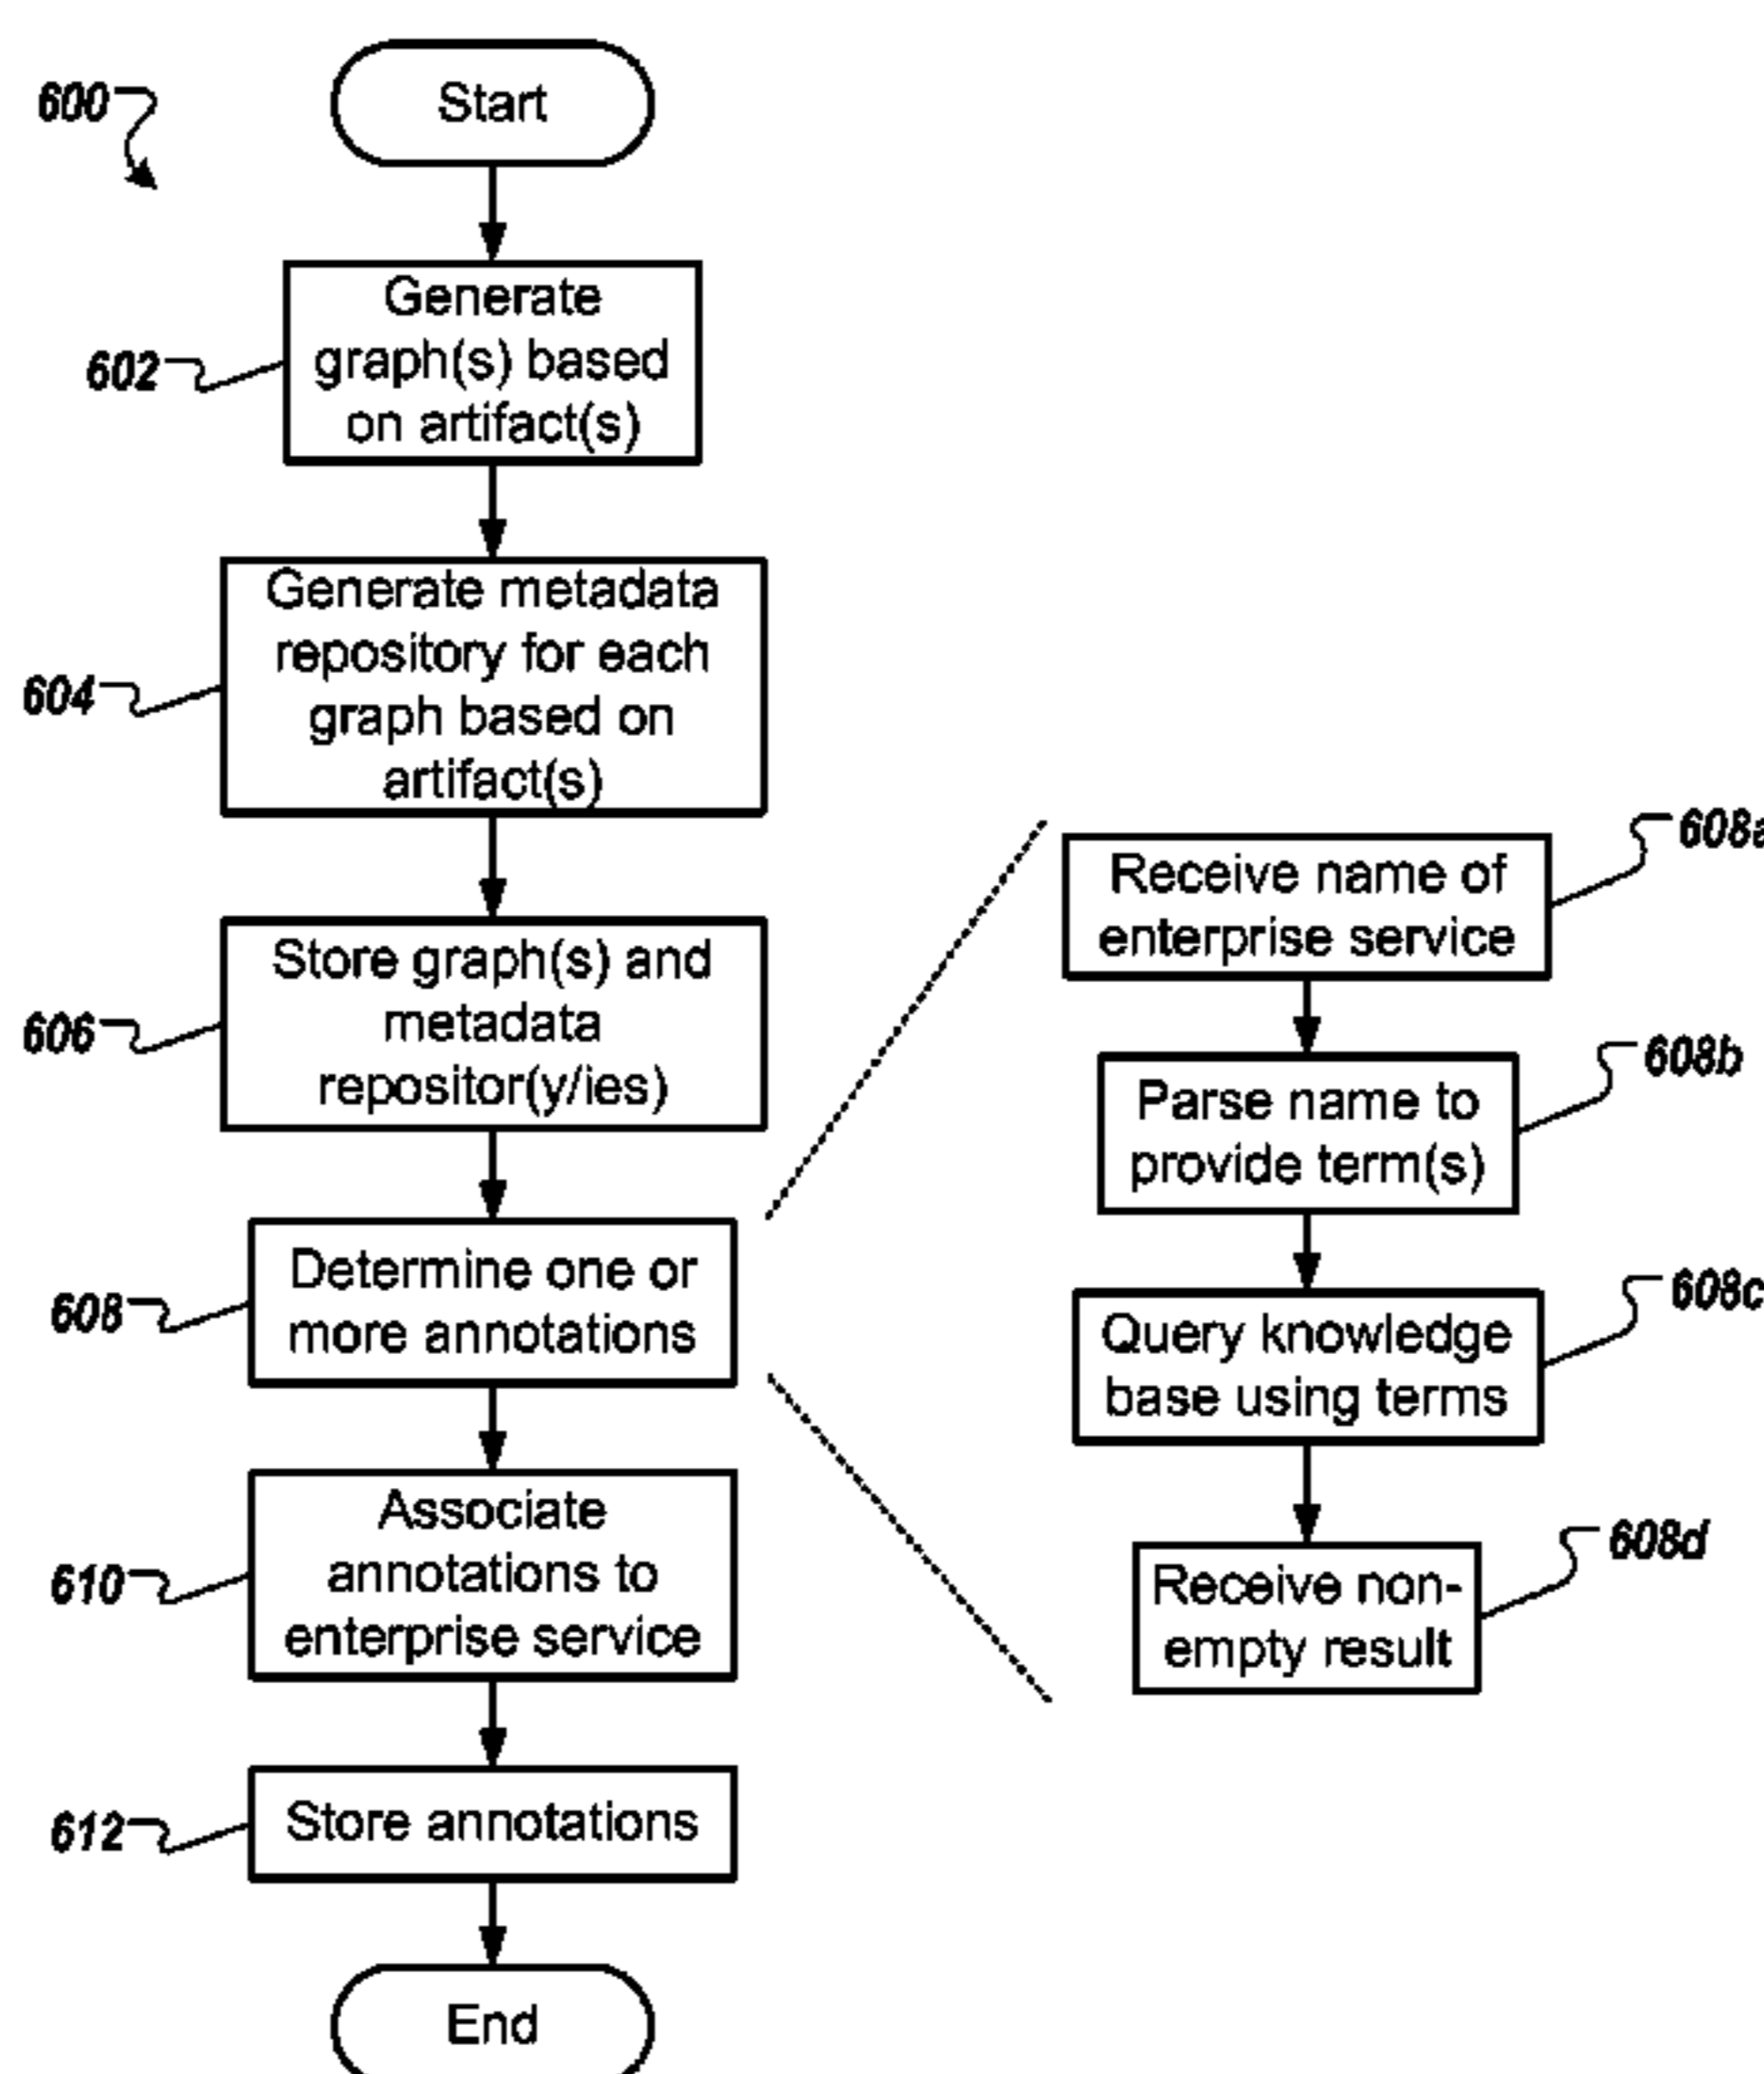 600
Start
602
Generate
graph(s) based
on artifact(s)
604
Generate metadata
repository for each
graph based on
artifact(s)
606
Store graph(s) and
metadata
repositor(y/ies)
608
Determine one or
more annotations
610
Associate
annotations to
enterprise service
612
Store annotations
End
608a
Receive name of
enterprise service
608b
Parse name to
provide term(s)
608c
Query knowledge
base using terms
608d
Receive non-
empty result